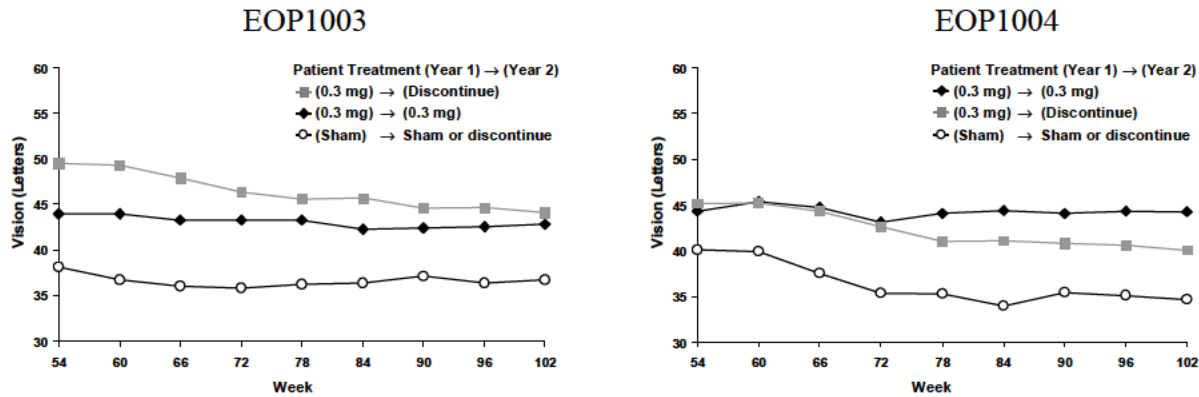 EOP1003
60
55
50
45
40
35
30
Vision (Letters)
Patient Treatment (Year 1) → (Year 2)
(0.3 mg) → (Discontinue)
(0.3 mg) → (0.3 mg)
(Sham) → Sham or discontinue
54 60 66 72 78 84 90 96 102
Week
EOP1004
60
55
50
45
40
35
30
Vision (Letters)
Patient Treatment (Year 1) → (Year 2)
(0.3 mg) → (0.3 mg)
(0.3 mg) → (Discontinue)
(Sham) → Sham or discontinue
54 60 66 72 78 84 90 96 102
Week